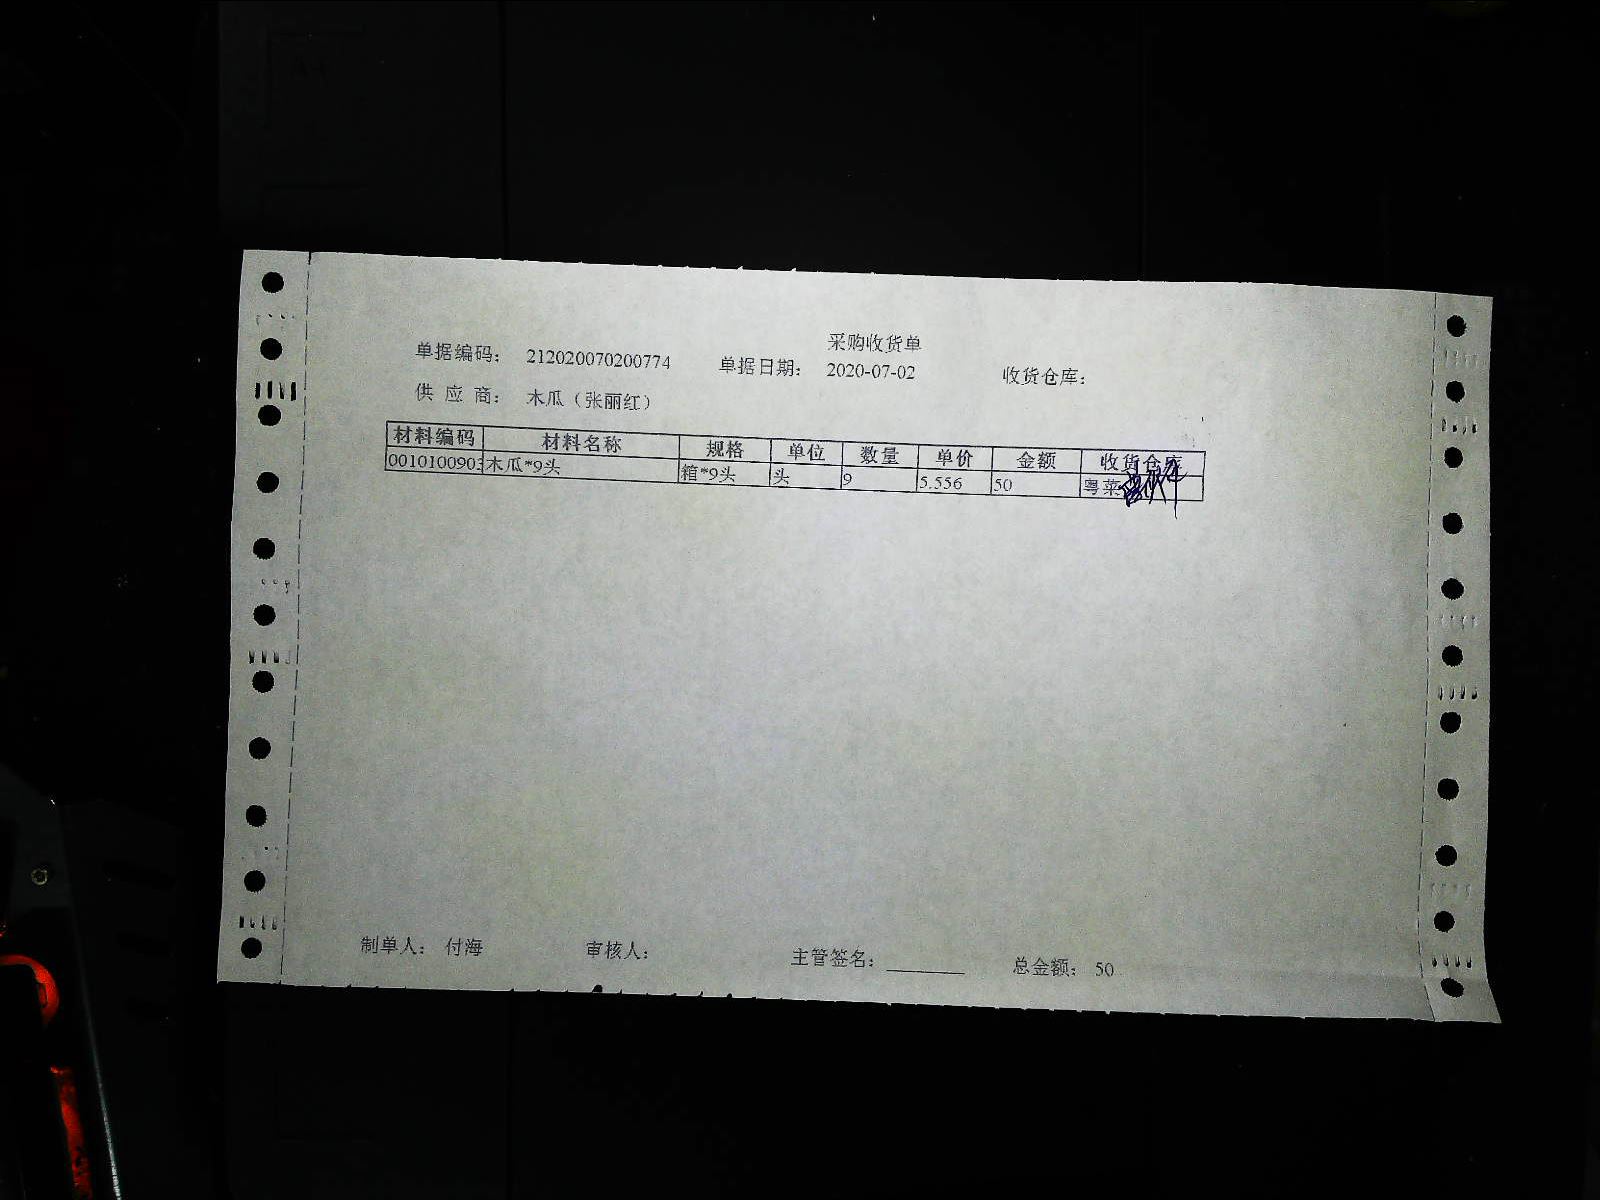 采购收货单
单据编码： 212020070200774 单据日期： 2020-07-02 收货仓库：
供 应 商： 木瓜（张丽红）
材料编码 材料名称 规格 单位 数量 单价 金额 收货仓库
0010100903 木瓜*9头 箱*9头 头 9 5.556 50 粤菜
制单人： 付海 审核人： 主管签名： 总金额： 50